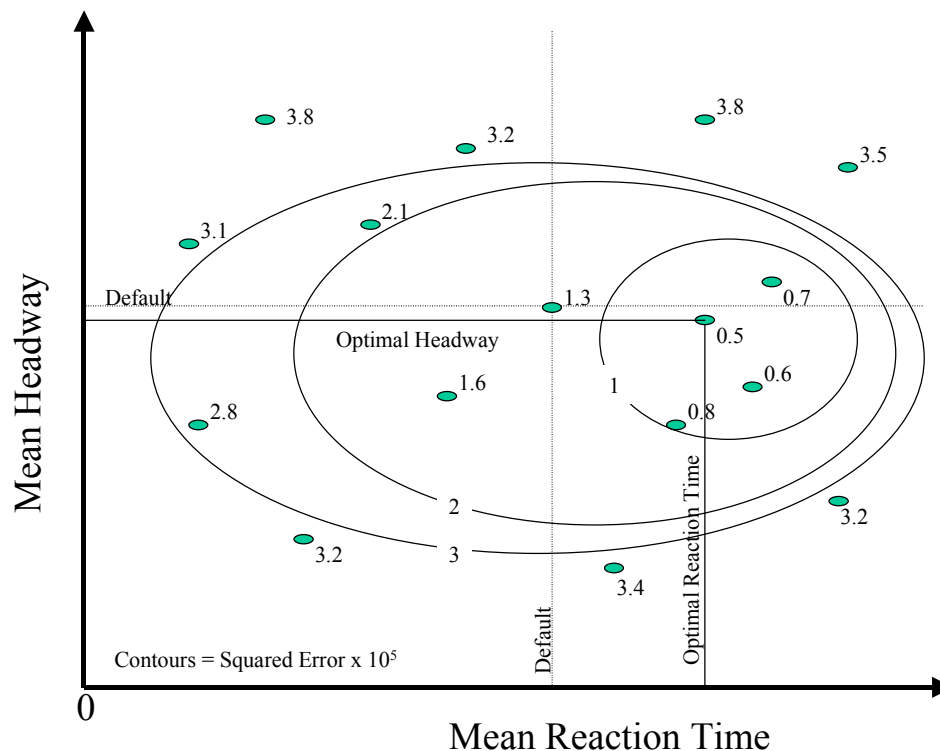 3.8
3.8
3.2
3.5
2.1
3.1
Default
1.3
0.7
Optimal Headway
0.5
Mean Headway
1.6
1
0.6
2.8
0.8
2
3.2
3
3.2
3.4
Default
Optimal Reaction Time
Contours = Squared Error x 10⁵
0
Mean Reaction Time